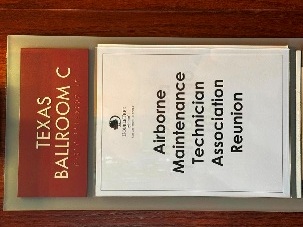 TEXAS
BALLROOM C
Airborne
Maintenance
Technician
Association
Reunion